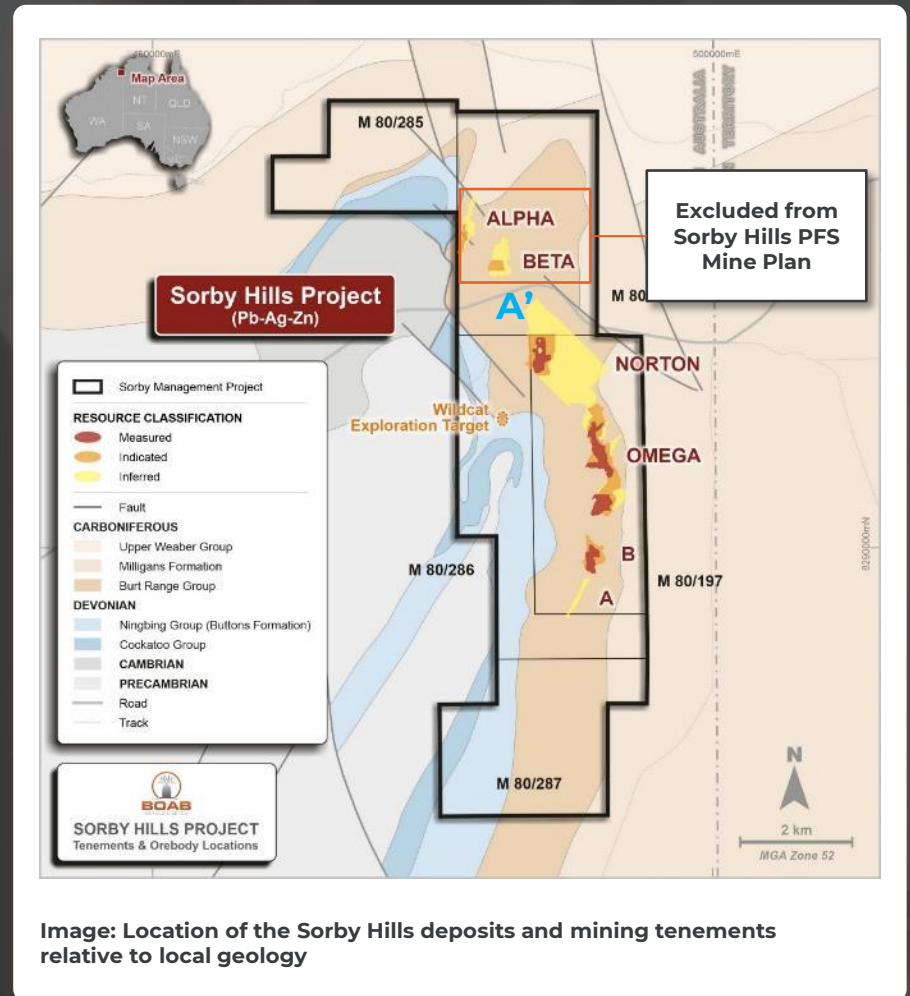 460000mE
500000mE
Map Area
NT
QLD
WA
SA
NSW
AUSTRALIA
TERRITORY
M 80/285
ALPHA
BETA
Excluded from
Sorby Hills PFS
Mine Plan
A’
M 80
Sorby Hills Project
(Pb-Ag-Zn)
NORTON
Wildcat
Exploration Target
OMEGA
Sorby Management Project
RESOURCE CLASSIFICATION
Measured
Indicated
Inferred
Fault
CARBONIFEROUS
Upper Weaber Group
Milligans Formation
Burt Range Group
DEVONIAN
Ningbing Group (Buttons Formation)
Cockatoo Group
CAMBRIAN
PRECAMBRIAN
Road
Track
8290000mN
B
M 80/286
M 80/197
A
M 80/287
N
2 km
MGA Zone 52
BOAB
SORBY HILLS PROJECT
Tenements & Orebody Locations
Image: Location of the Sorby Hills deposits and mining tenements
relative to local geology